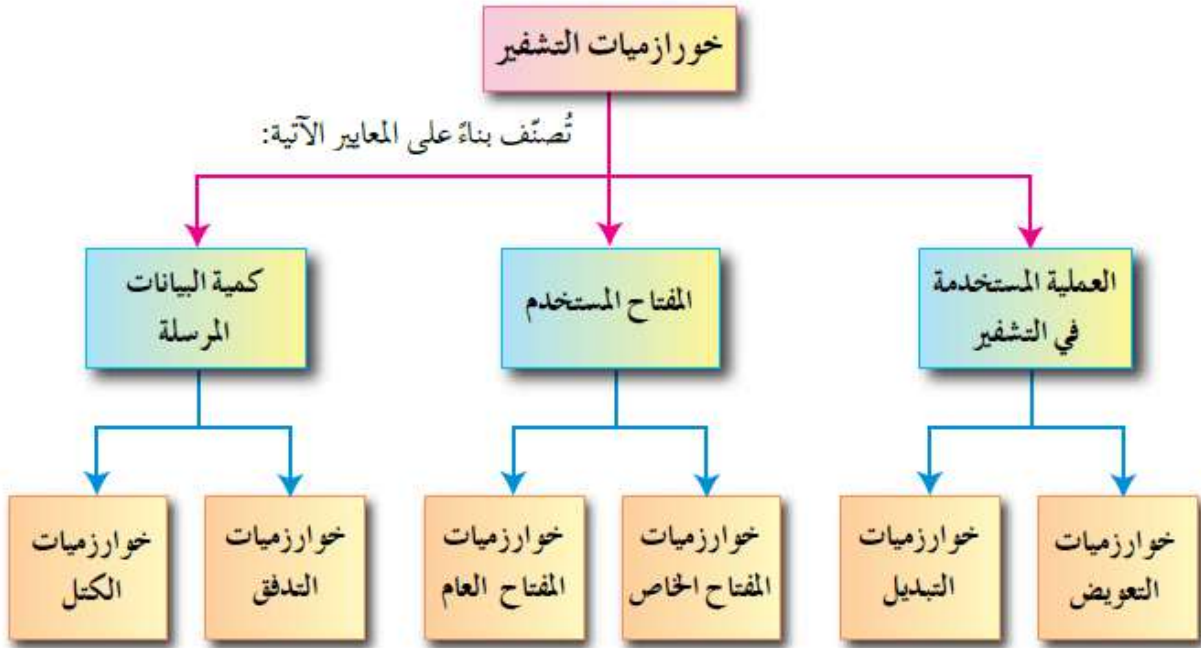 خورازميات التشفير
تُصنّف بناءً على المعايير الآتية:
العملية المستخدمة
في التشفير
المفتاح المستخدم
كمية البيانات
المرسلة
خوارزميات
التعويض
خوارزميات
التبديل
خوارزميات
المفتاح الخاص
خوارزميات
المفتاح العام
خوارزميات
التدفق
خوارزميات
الكتل